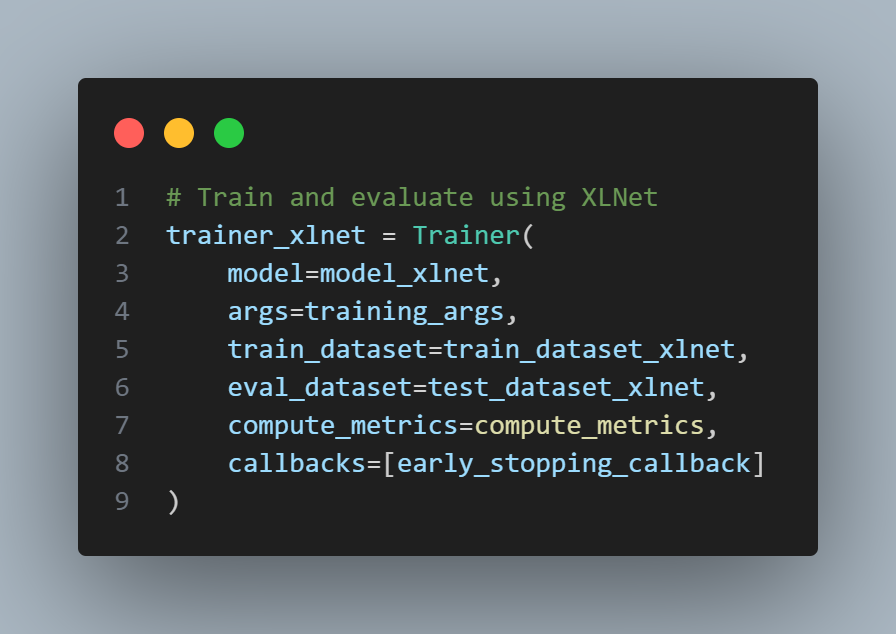 1 # Train and evaluate using XLNet
2 trainer_xlnet = Trainer(
3     model=model_xlnet,
4     args=training_args,
5     train_dataset=train_dataset_xlnet,
6     eval_dataset=test_dataset_xlnet,
7     compute_metrics=compute_metrics,
8     callbacks=[early_stopping_callback]
9 )